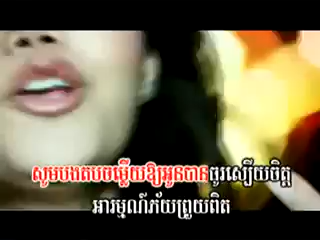 សូមបងតបចម្លើយឱ្យអូនបានធូរស្បើយចិត្ត
អារម្មណ៍ភ័យព្រួយពិត